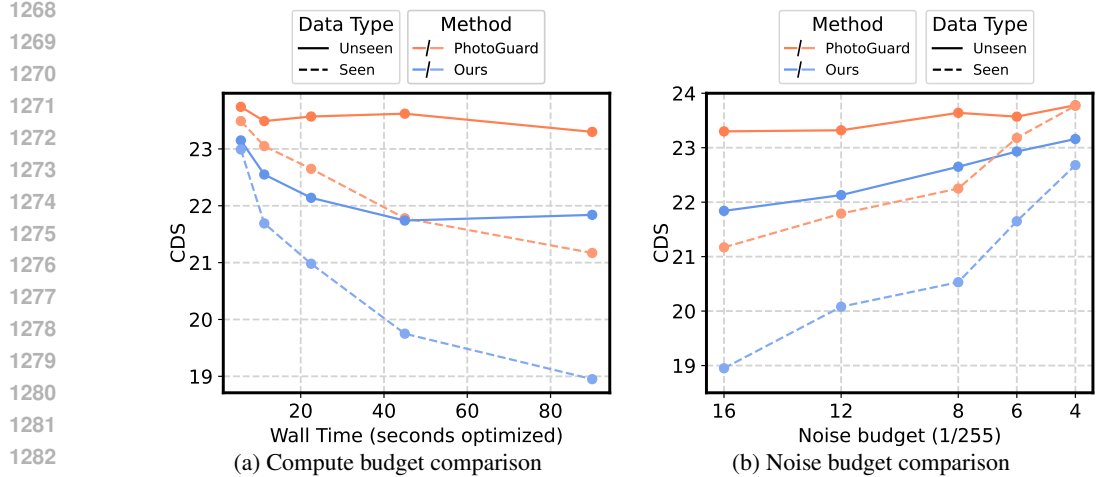 1268
1269
1270
1271
1272
1273
1274
1275
1276
1277
1278
1279
1280
1281
1282
Data Type
Unseen
Seen
Method
PhotoGuard
Ours
CDS
23
22
21
20
19
20 40 60 80
Wall Time (seconds optimized)
(a) Compute budget comparison
Method
PhotoGuard
Ours
Data Type
Unseen
Seen
CDS
24
23
22
21
20
19
16 12 8 6 4
Noise budget (1/255)
(b) Noise budget comparison